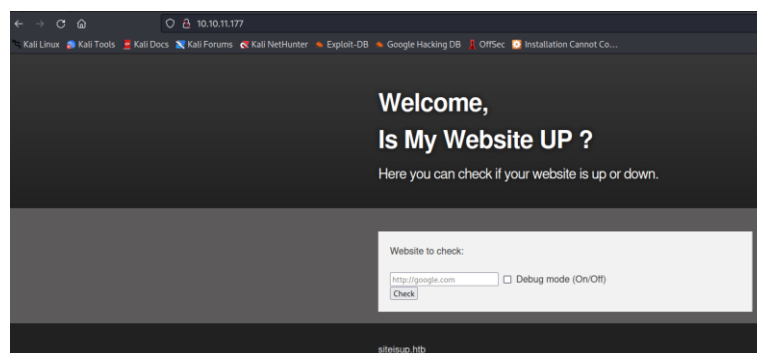 10.10.11.177
Kali Linux Kali Tools Kali Docs Kali Forums Kali NetHunter Exploit-DB Google Hacking DB OffSec Installation Cannot Co...
Welcome,
Is My Website UP ?
Here you can check if your website is up or down.
Website to check:
http://google.com Debug mode (On/Off)
Check
siteisup.htb